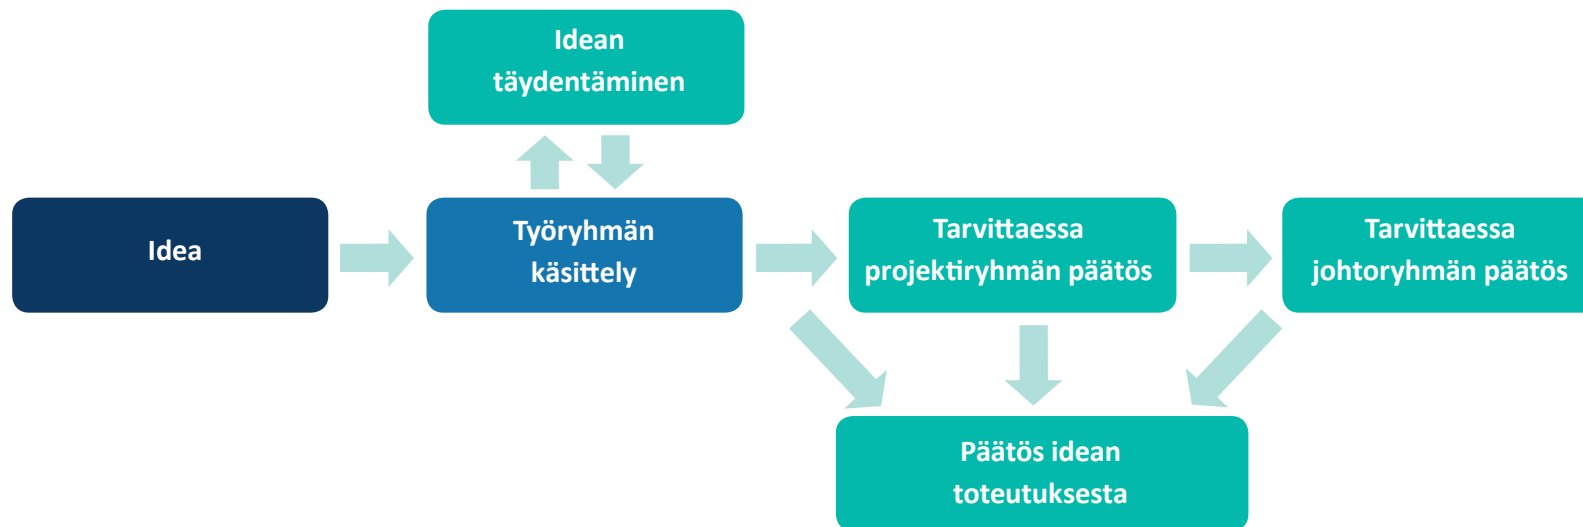 Idean
täydentäminen
Idea
Työryhmän
käsittely
Tarvittaessa
projektiryhmän päätös
Tarvittaessa
johtoryhmän päätös
Päätös idean
toteutuksesta